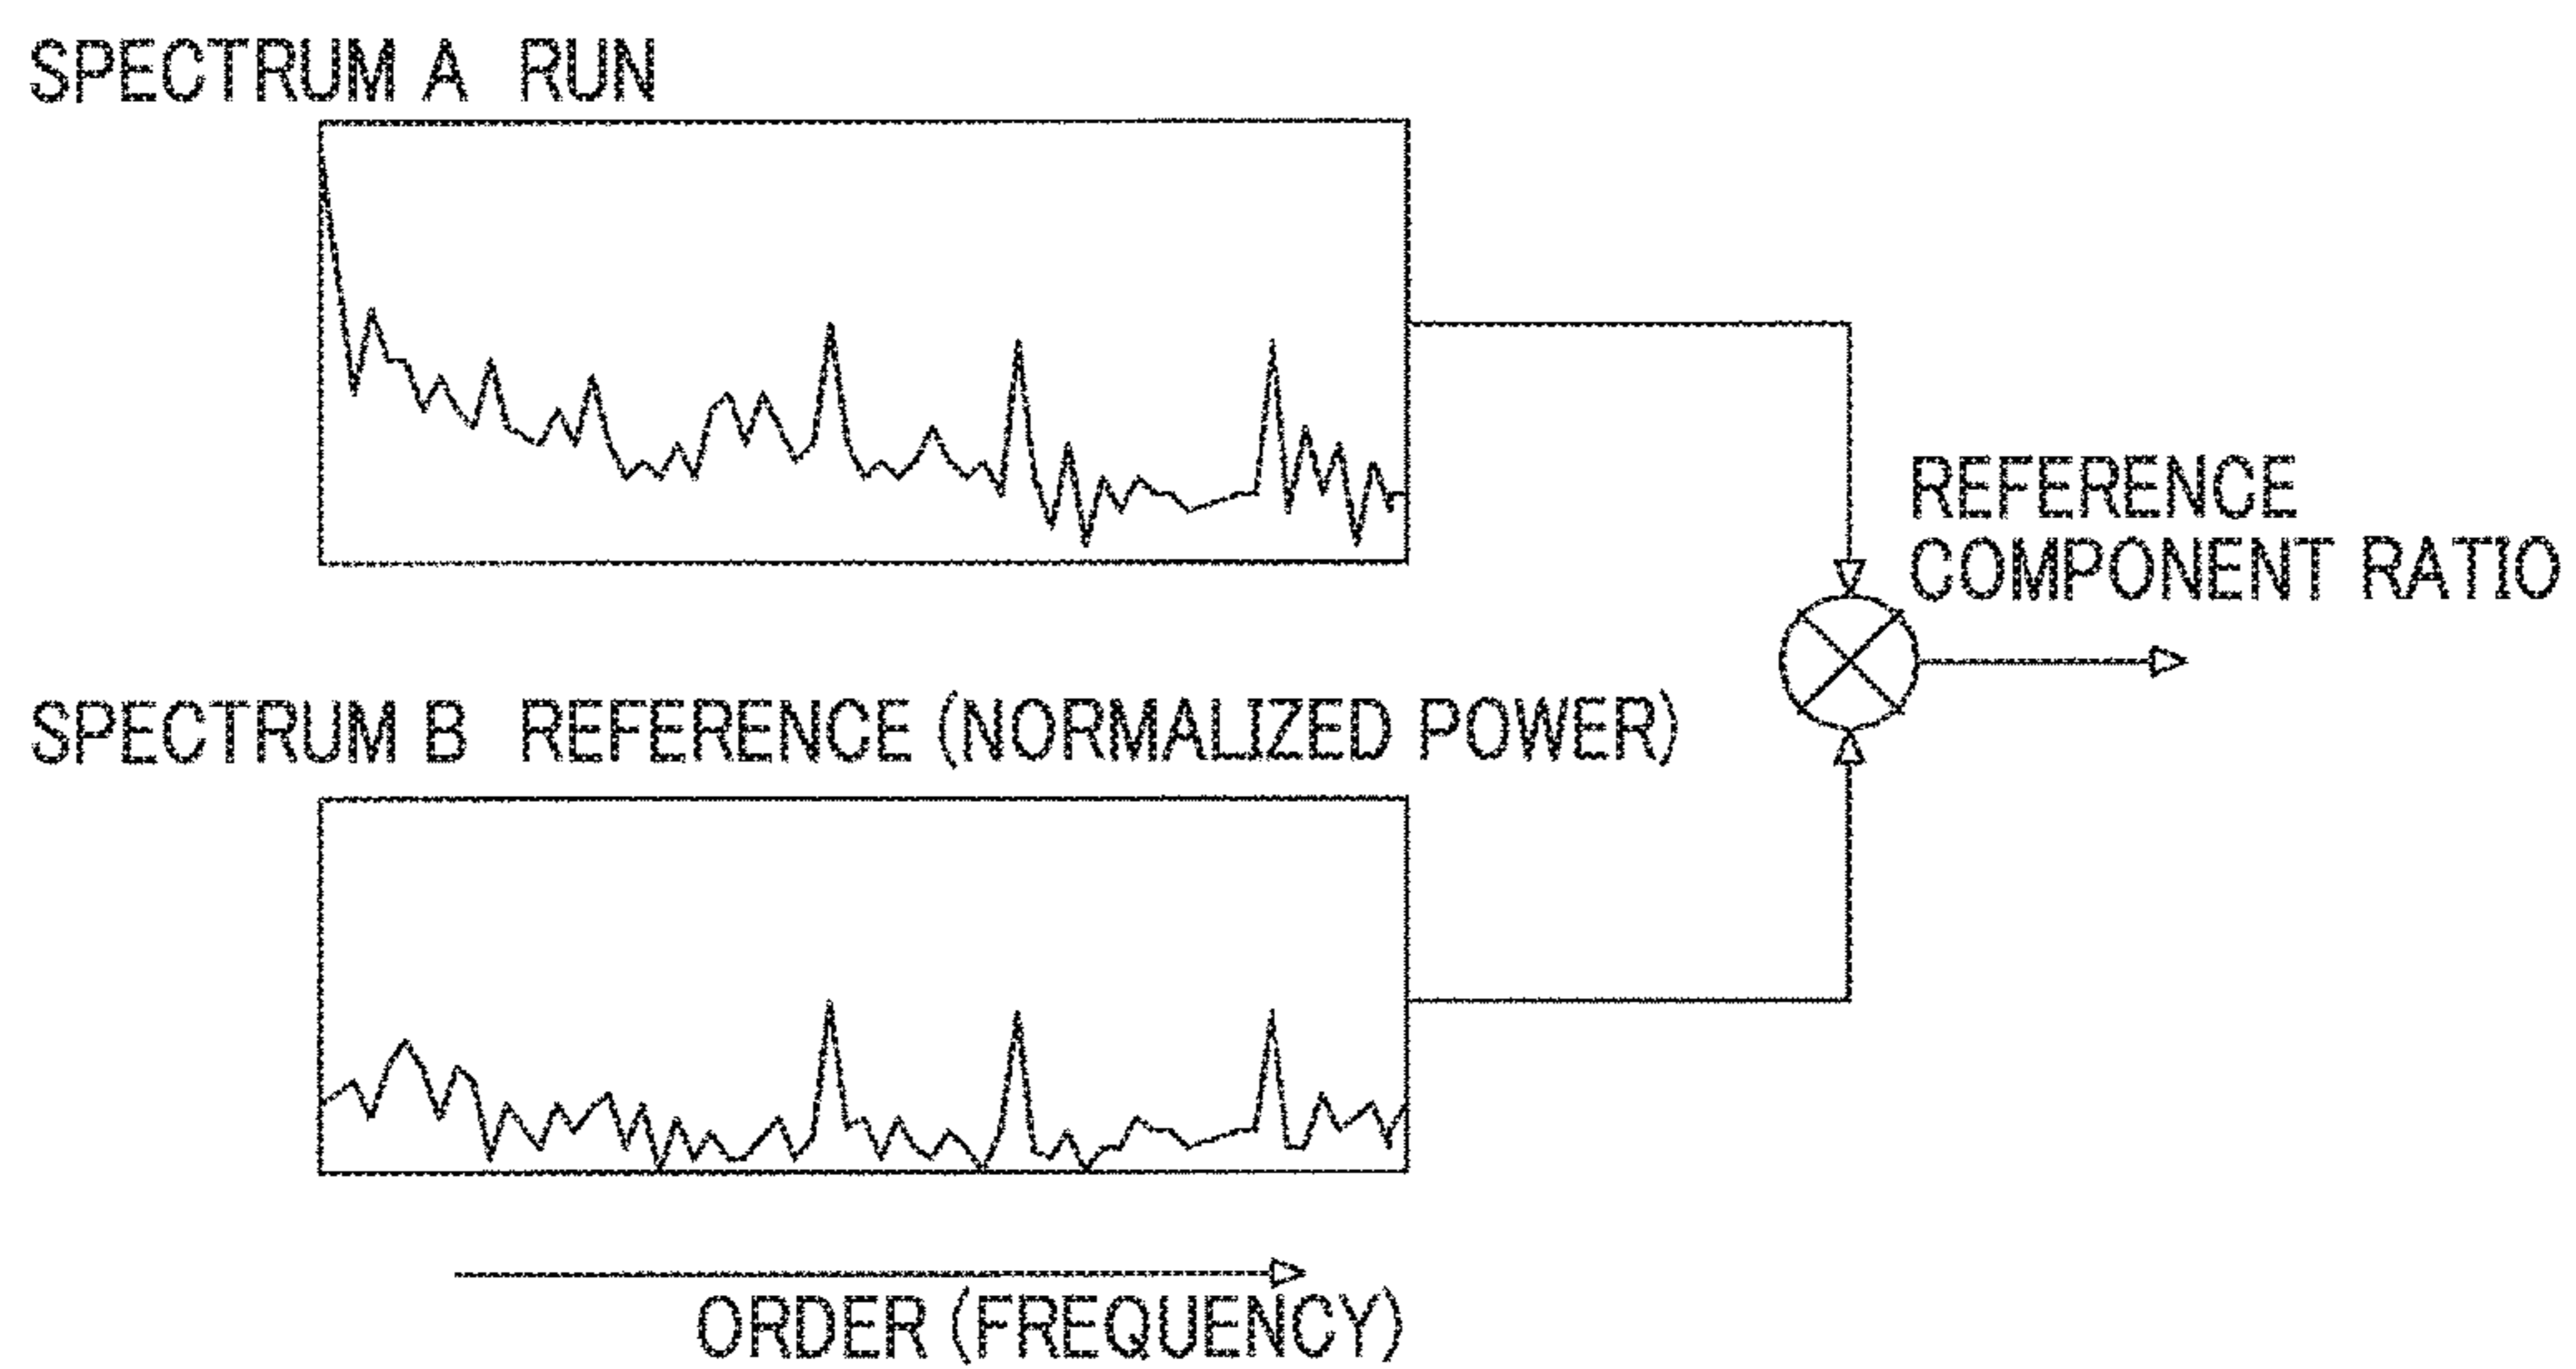 SPECTRUM A RUN
REFERENCE
COMPONENT RATIO
SPECTRUM B REFERENCE (NORMALIZED POWER)
ORDER (FREQUENCY)